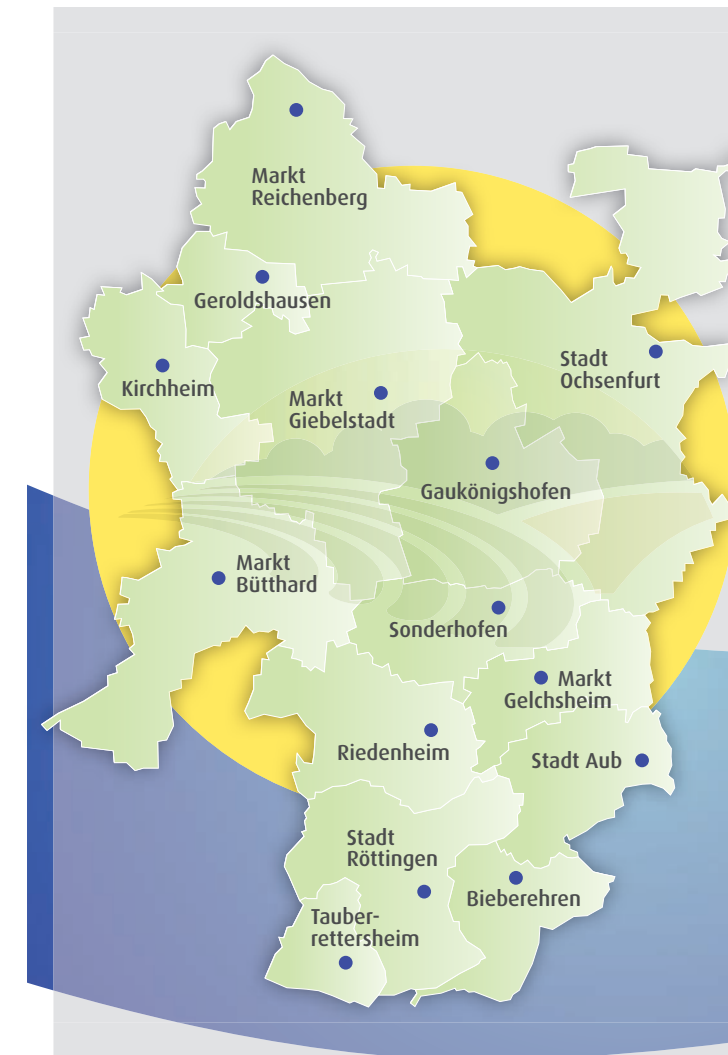 Markt
Reichenberg
Geroldshausen
Kirchheim
Markt
Giebelstadt
Stadt
Ochsenfurt
Gaukönigshofen
Markt
Bütthard
Sonderhofen
Markt
Gelchsheim
Riedenheim
Stadt Aub
Stadt
Röttingen
Bieberehren
Tauber-
rettersheim